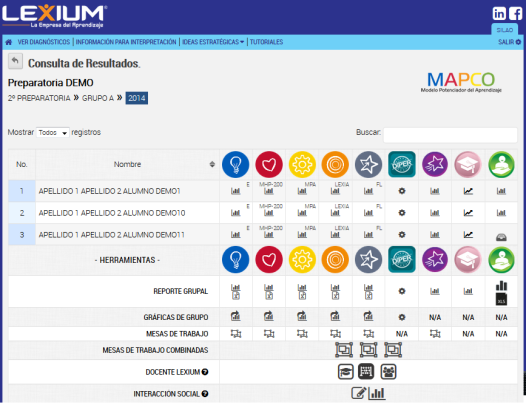 LEXIUM
La Empresa del Aprendizaje
SILAO
VER DIAGNÓSTICOS | INFORMACIÓN PARA INTERPRETACIÓN | IDEAS ESTRATÉGICAS | TUTORIALES SALIR
Consulta de Resultados.
Preparatoria DEMO
2º PREPARATORIA » GRUPO A » 2014
MAPCO
Modelo Potenciador del Aprendizaje
Mostrar Todos registros Buscar:
No. Nombre DIPER
1 APELLIDO 1 APELLIDO 2 ALUMNO DEMO1 E MHP-200 MPA LEXIA FL
2 APELLIDO 1 APELLIDO 2 ALUMNO DEMO10 E MHP-200 MPA LEXIA FL
3 APELLIDO 1 APELLIDO 2 ALUMNO DEMO11 E MHP-200 MPA LEXIA FL
- HERRAMIENTAS - DIPER
REPORTE GRUPAL XLS
GRÁFICAS DE GRUPO N/A N/A N/A
MESAS DE TRABAJO N/A N/A N/A
MESAS DE TRABAJO COMBINADAS
DOCENTE LEXIUM
INTERACCIÓN SOCIAL